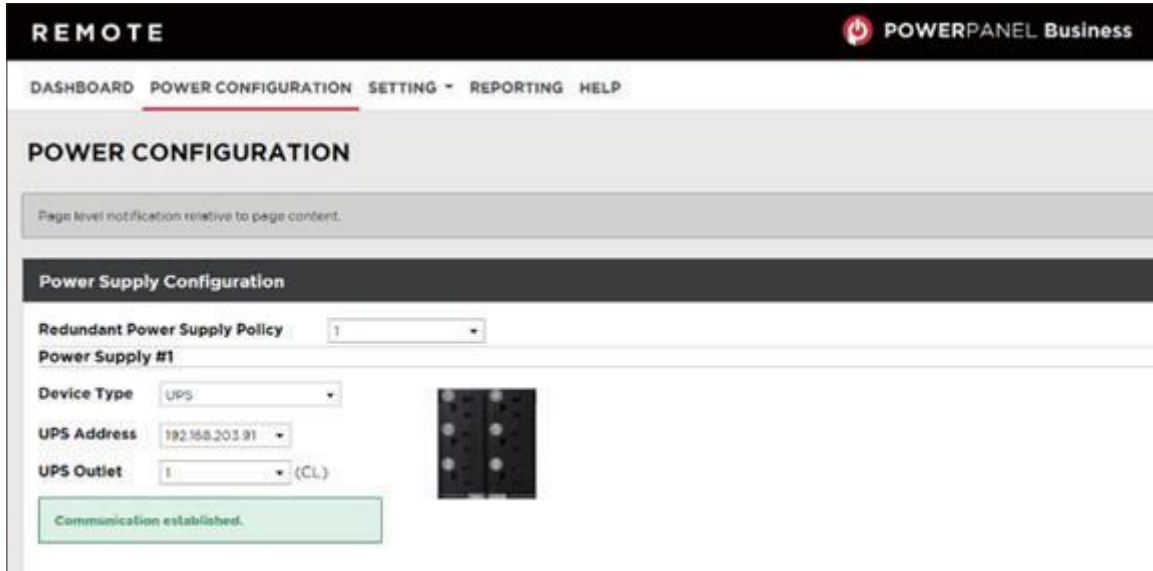 REMOTE POWERPANEL Business
DASHBOARD POWER CONFIGURATION SETTING REPORTING HELP
POWER CONFIGURATION
Page level notification relative to page content.
Power Supply Configuration
Redundant Power Supply Policy 1
Power Supply #1
Device Type UPS
UPS Address 192.168.203.91
UPS Outlet 1 (CL)
Communication established.